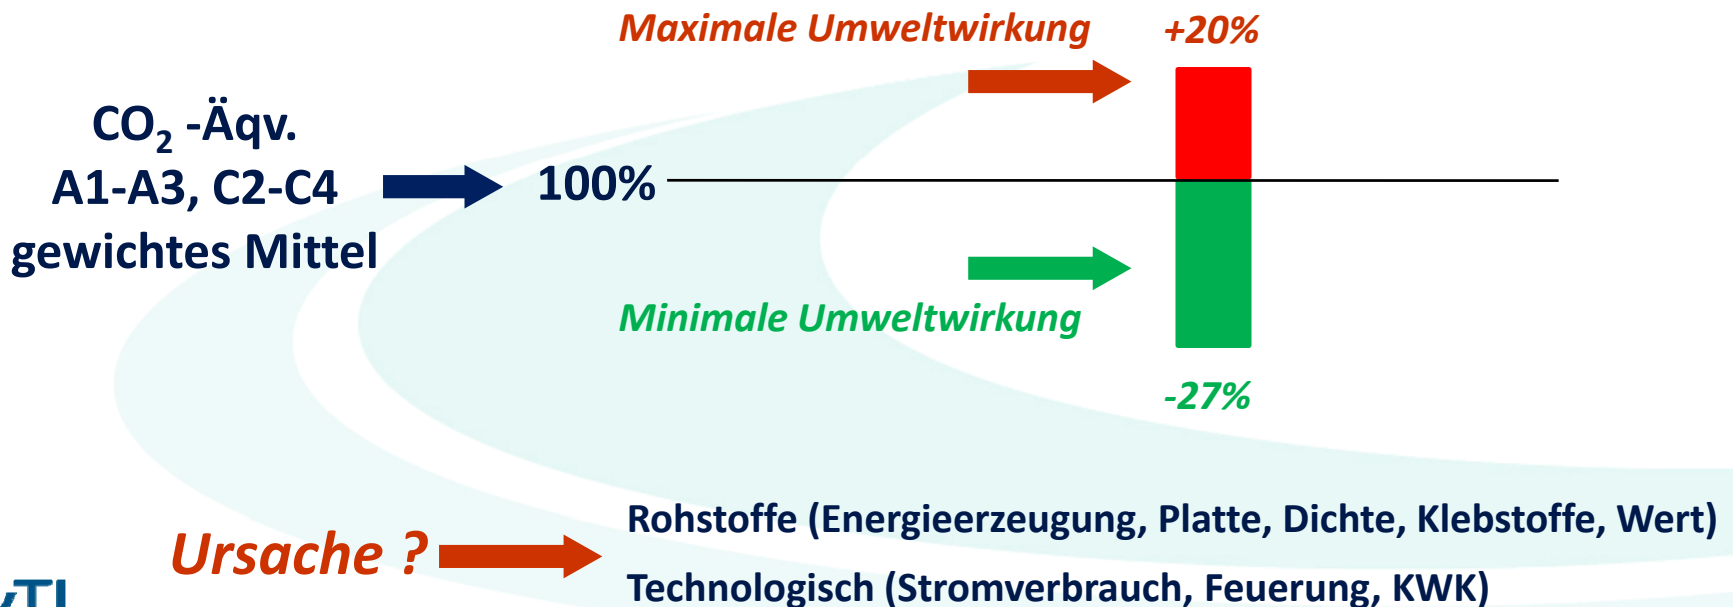 Maximale Umweltwirkung +20%
CO₂ -Äqv.
A1-A3, C2-C4
gewichtes Mittel
100%
Minimale Umweltwirkung
-27%
Ursache ?
Rohstoffe (Energieerzeugung, Platte, Dichte, Klebstoffe, Wert)
Technologisch (Stromverbrauch, Feuerung, KWK)